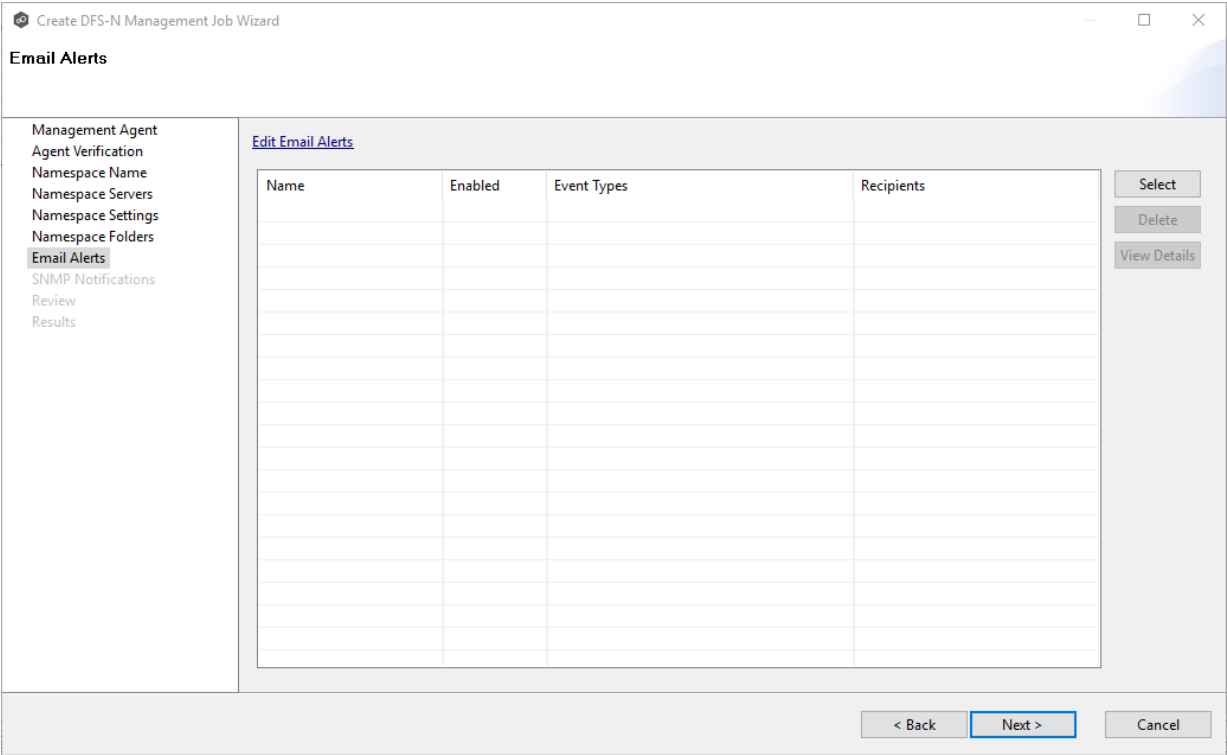 Create DFS-N Management Job Wizard
Email Alerts
Management Agent
Agent Verification
Namespace Name
Namespace Servers
Namespace Settings
Namespace Folders
Email Alerts
SNMP Notifications
Review
Results
Edit Email Alerts
Name Enabled Event Types Recipients
Select
Delete
View Details
< Back Next > Cancel